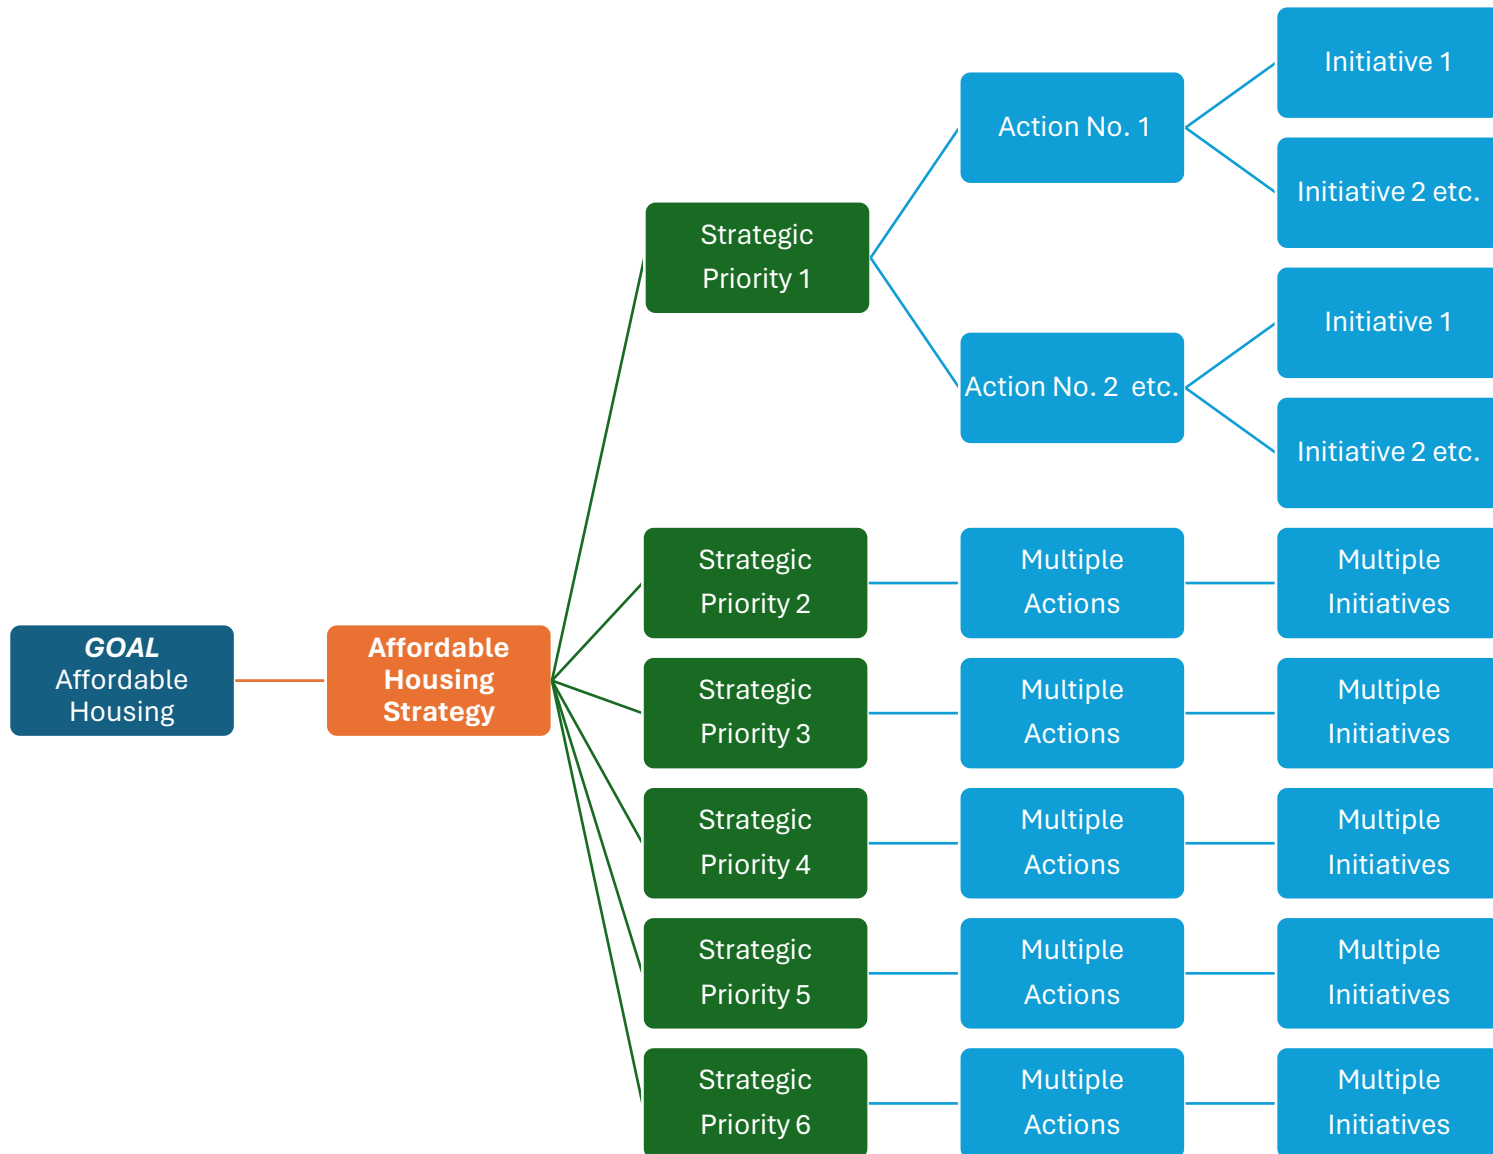 GOAL
Affordable
Housing
Affordable
Housing
Strategy
Strategic
Priority 1
Action No. 1
Initiative 1
Initiative 2 etc.
Action No. 2  etc.
Initiative 1
Initiative 2 etc.
Strategic
Priority 2
Multiple
Actions
Multiple
Initiatives
Strategic
Priority 3
Multiple
Actions
Multiple
Initiatives
Strategic
Priority 4
Multiple
Actions
Multiple
Initiatives
Strategic
Priority 5
Multiple
Actions
Multiple
Initiatives
Strategic
Priority 6
Multiple
Actions
Multiple
Initiatives